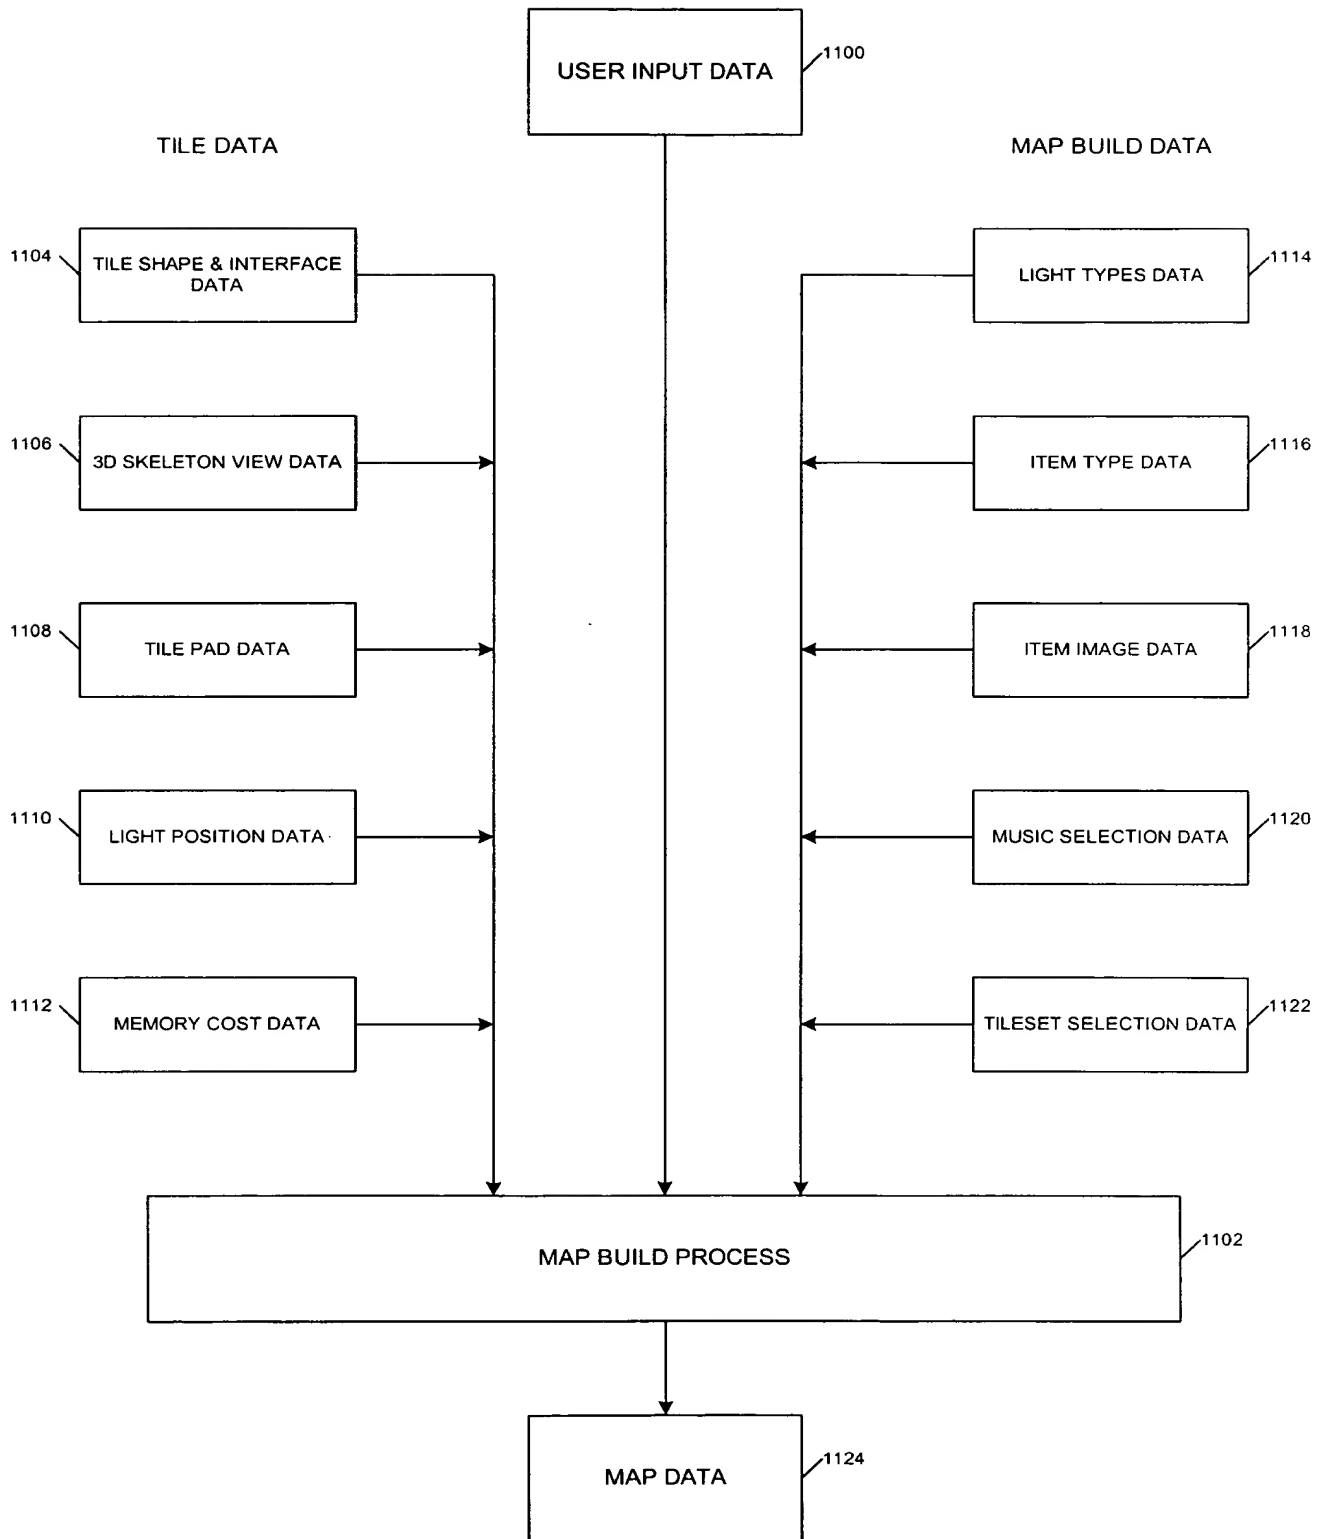 USER INPUT DATA
1100
TILE DATA
MAP BUILD DATA
1104
TILE SHAPE & INTERFACE
DATA
LIGHT TYPES DATA
1114
1106
3D SKELETON VIEW DATA
ITEM TYPE DATA
1116
1108
TILE PAD DATA
ITEM IMAGE DATA
1118
1110
LIGHT POSITION DATA
MUSIC SELECTION DATA
1120
1112
MEMORY COST DATA
TILESET SELECTION DATA
1122
MAP BUILD PROCESS
1102
MAP DATA
1124